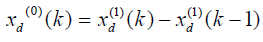 x_d^{(0)}(k) = x_d^{(1)}(k) − x_d^{(1)}(k − 1)